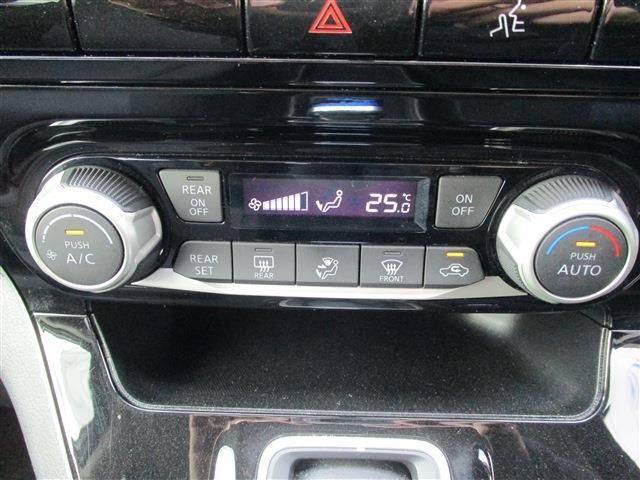 REAR
ON
OFF
25.0
°C
ON
OFF
PUSH
A/C
REAR
SET
REAR
FRONT
PUSH
AUTO